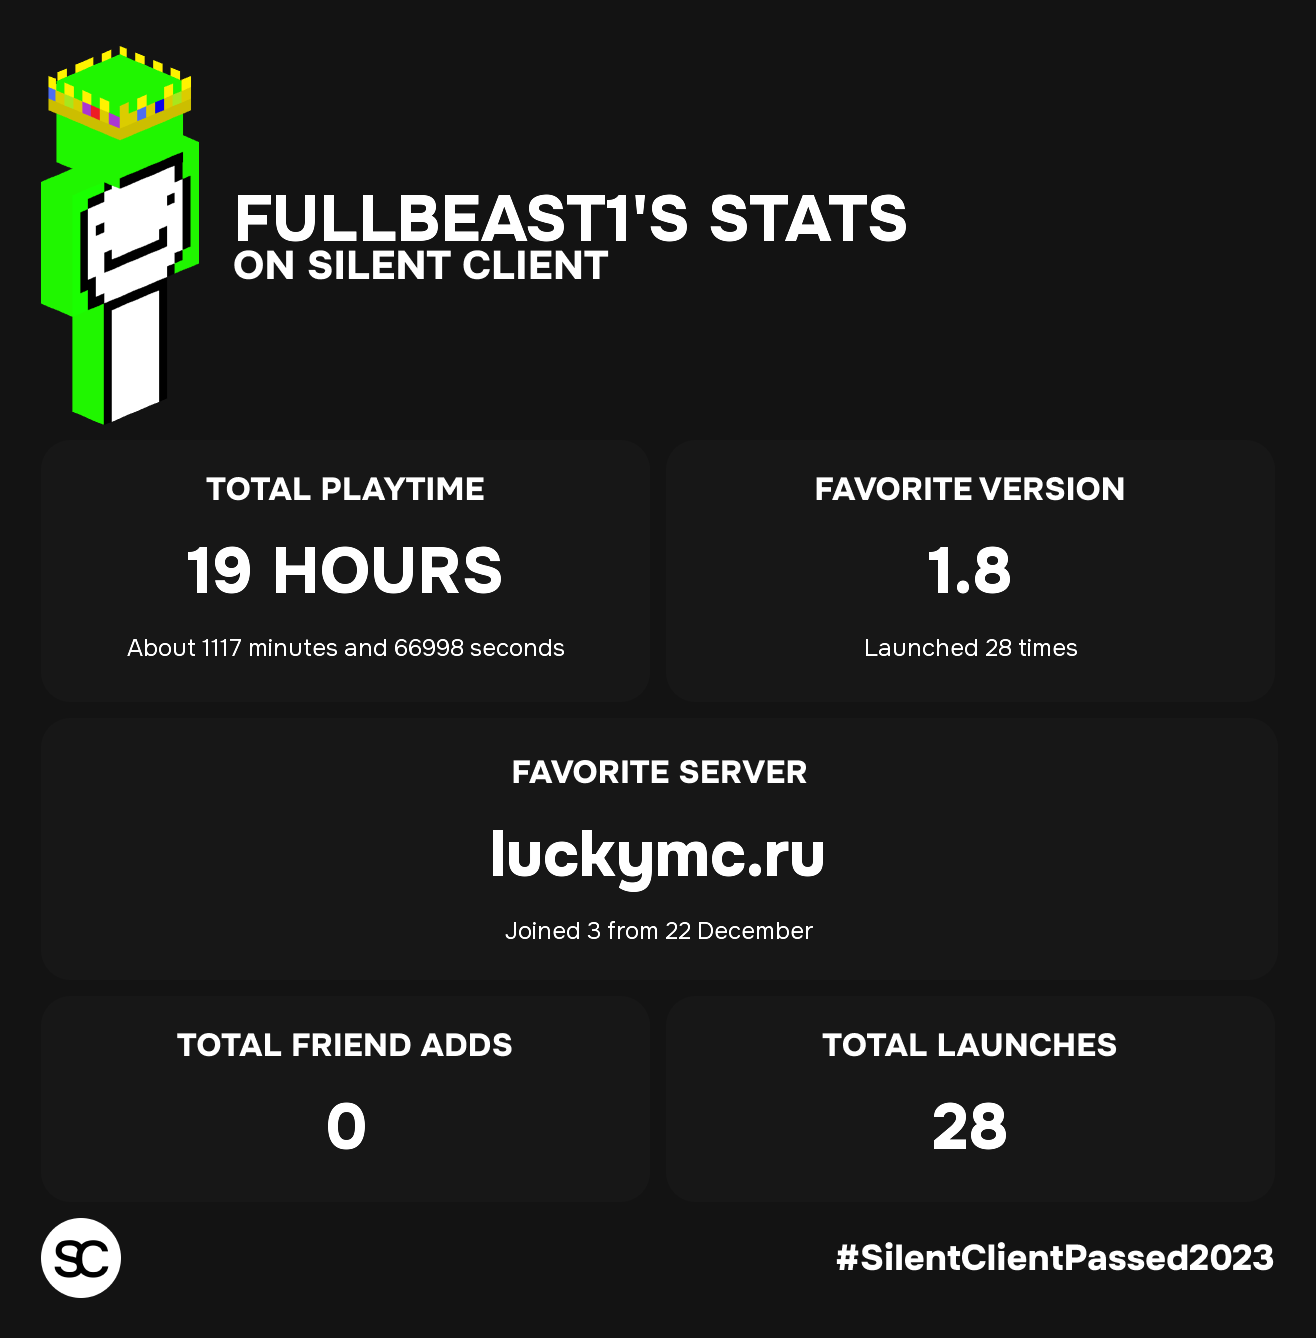 FULLBEAST1'S STATS
ON SILENT CLIENT
TOTAL PLAYTIME
19 HOURS
About 1117 minutes and 66998 seconds
FAVORITE VERSION
1.8
Launched 28 times
FAVORITE SERVER
luckymc.ru
Joined 3 from 22 December
TOTAL FRIEND ADDS
0
TOTAL LAUNCHES
28
SC
#SilentClientPassed2023